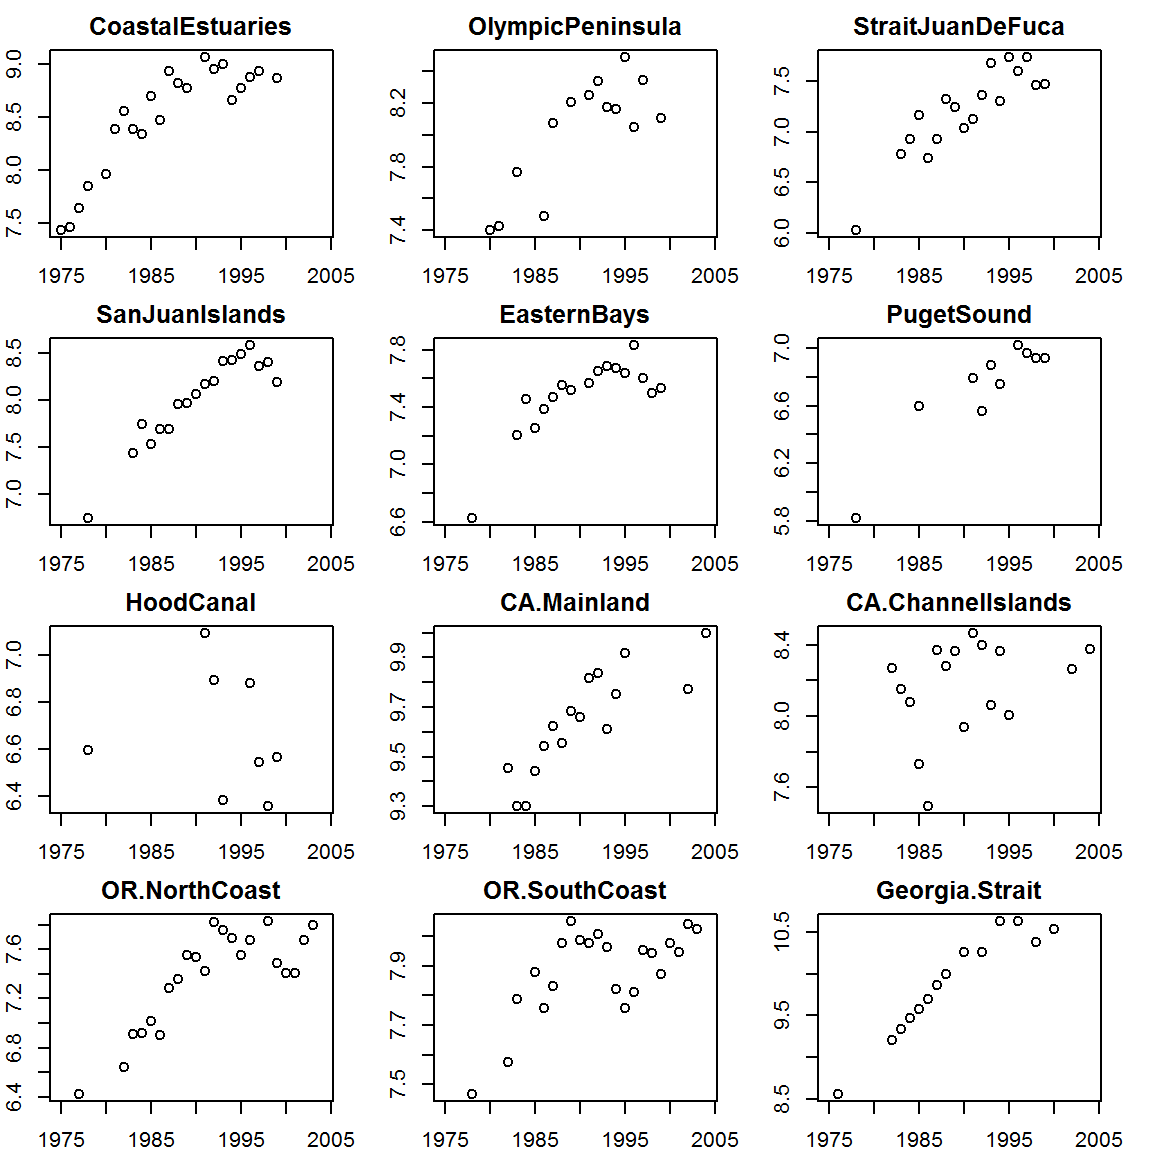 CoastalEstuaries OlympicPeninsula StraitJuanDeFuca
9.0 8.5 8.0 7.5
8.2 7.8 7.4
7.5 7.0 6.5 6.0
1975 1985 1995 2005 1975 1985 1995 2005 1975 1985 1995 2005
SanJuanIslands EasternBays PugetSound
8.5 8.0 7.5 7.0
7.8 7.4 7.0 6.6
7.0 6.6 6.2 5.8
1975 1985 1995 2005 1975 1985 1995 2005 1975 1985 1995 2005
HoodCanal CA.Mainland CA.ChannelIslands
7.0 6.8 6.6 6.4
9.9 9.7 9.5 9.3
8.4 8.0 7.6
1975 1985 1995 2005 1975 1985 1995 2005 1975 1985 1995 2005
OR.NorthCoast OR.SouthCoast Georgia.Strait
7.6 7.2 6.8 6.4
7.9 7.7 7.5
10.5 9.5 8.5
1975 1985 1995 2005 1975 1985 1995 2005 1975 1985 1995 2005